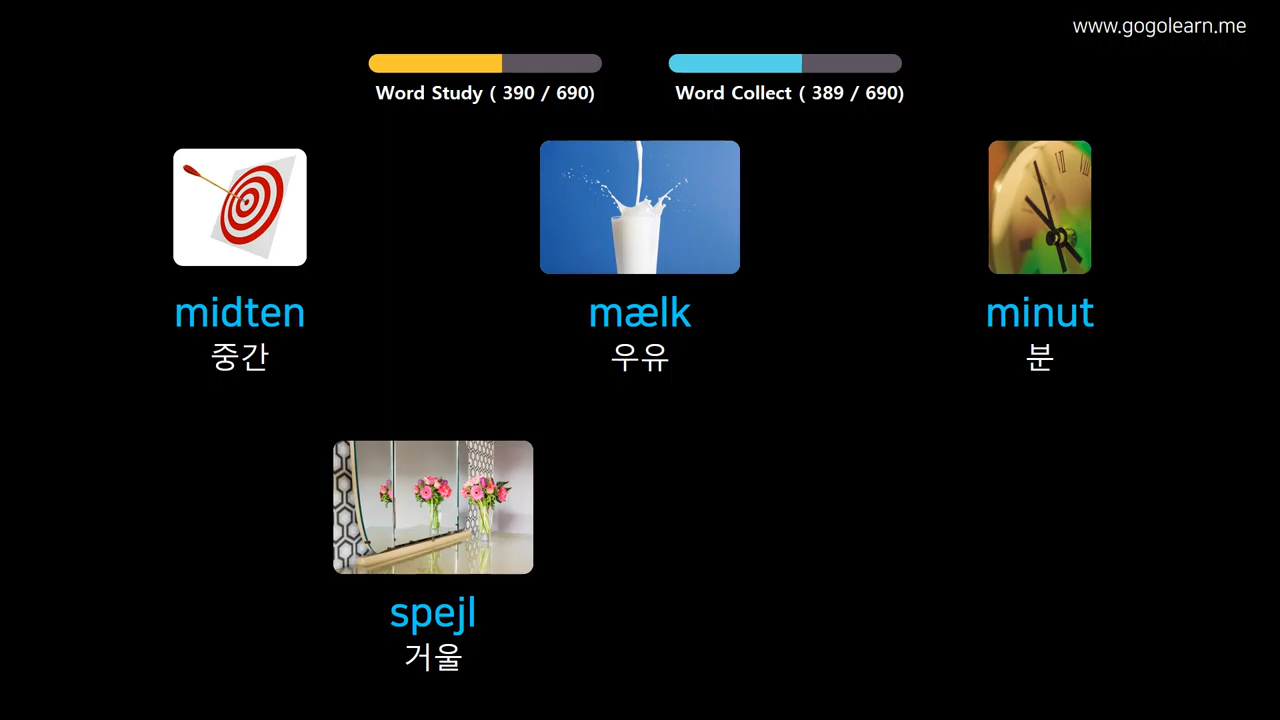 www.gogolearn.me
Word Study ( 390 / 690)
Word Collect ( 389 / 690)
midten
중간
mælk
우유
minut
분
spejl
거울